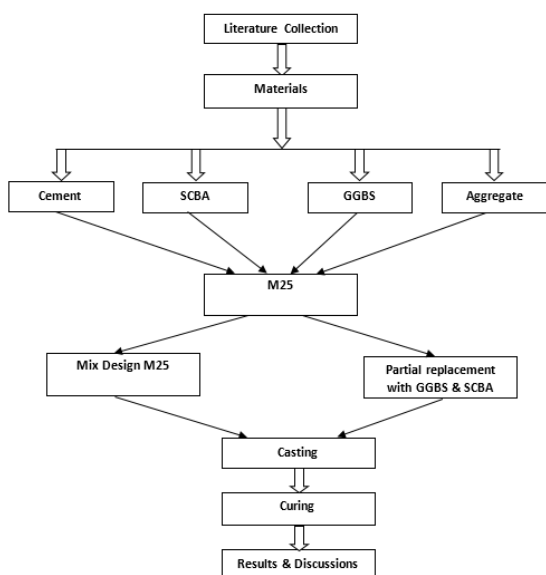 Literature Collection
Materials
Cement
SCBA
GGBS
Aggregate
M25
Mix Design M25
Partial replacement
with GGBS & SCBA
Casting
Curing
Results & Discussions